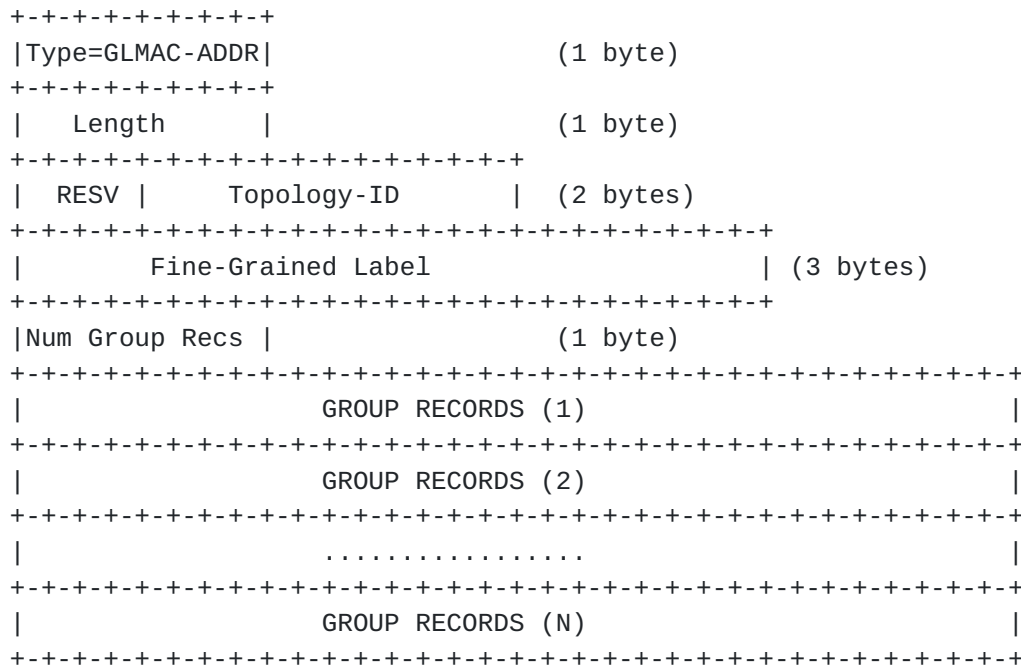 +-+-+-+-+-+-+-+-+
|Type=GLMAC-ADDR|                  (1 byte)
+-+-+-+-+-+-+-+-+
|   Length      |                  (1 byte)
+-+-+-+-+-+-+-+-+-+-+-+-+-+-+-+-+
|  RESV |     Topology-ID       |  (2 bytes)
+-+-+-+-+-+-+-+-+-+-+-+-+-+-+-+-+-+-+-+-+-+-+-+-+
|        Fine-Grained Label                     | (3 bytes)
+-+-+-+-+-+-+-+-+-+-+-+-+-+-+-+-+-+-+-+-+-+-+-+-+
|Num Group Recs |                  (1 byte)
+-+-+-+-+-+-+-+-+-+-+-+-+-+-+-+-+-+-+-+-+-+-+-+-+-+-+-+-+-+-+-+-+
|                   GROUP RECORDS (1)                           |
+-+-+-+-+-+-+-+-+-+-+-+-+-+-+-+-+-+-+-+-+-+-+-+-+-+-+-+-+-+-+-+-+
|                   GROUP RECORDS (2)                           |
+-+-+-+-+-+-+-+-+-+-+-+-+-+-+-+-+-+-+-+-+-+-+-+-+-+-+-+-+-+-+-+-+
|                   .................                           |
+-+-+-+-+-+-+-+-+-+-+-+-+-+-+-+-+-+-+-+-+-+-+-+-+-+-+-+-+-+-+-+-+
|                   GROUP RECORDS (N)                           |
+-+-+-+-+-+-+-+-+-+-+-+-+-+-+-+-+-+-+-+-+-+-+-+-+-+-+-+-+-+-+-+-+